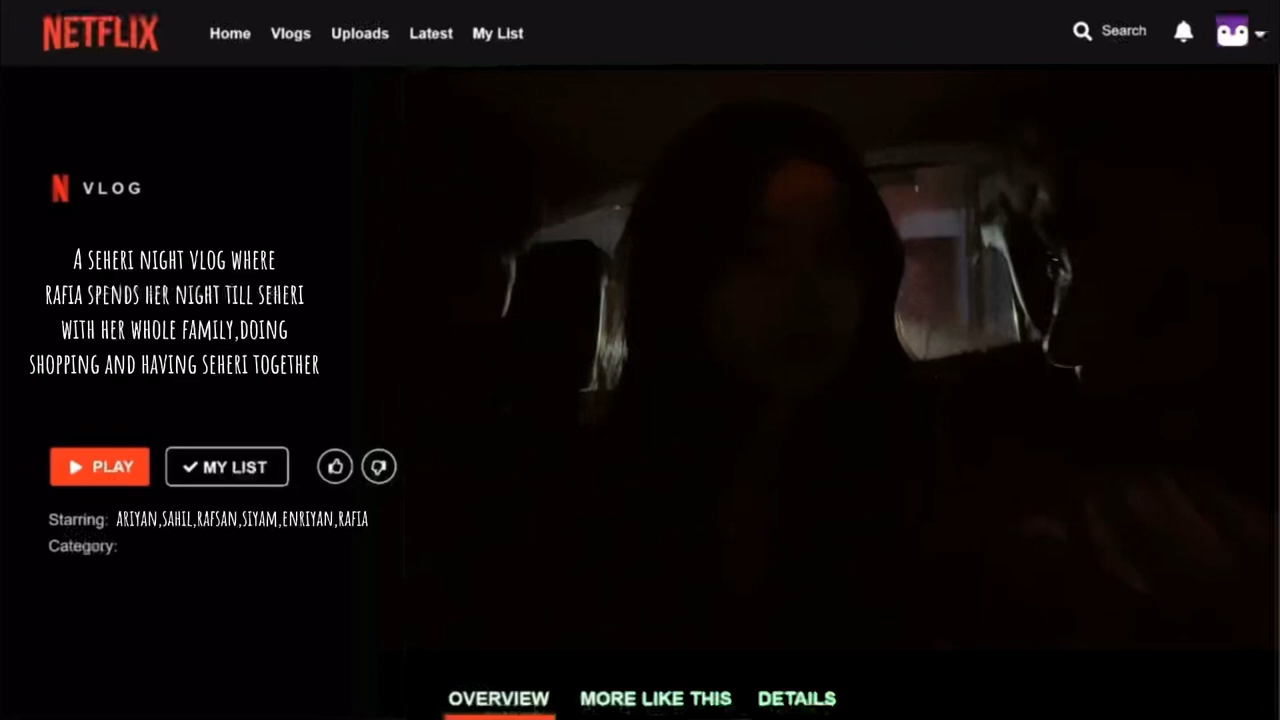 NETFLIX Home Vlogs Uploads Latest My List Search
N VLOG
A SEHERI NIGHT VLOG WHERE
RAFIA SPENDS HER NIGHT TILL SEHERI
WITH HER WHOLE FAMILY,DOING
SHOPPING AND HAVING SEHERI TOGETHER
PLAY MY LIST
Starring: ARIYAN,SAHIL,RAFSAN,SIYAM,ENRIYAN,RAFIA
Category:
OVERVIEW MORE LIKE THIS DETAILS